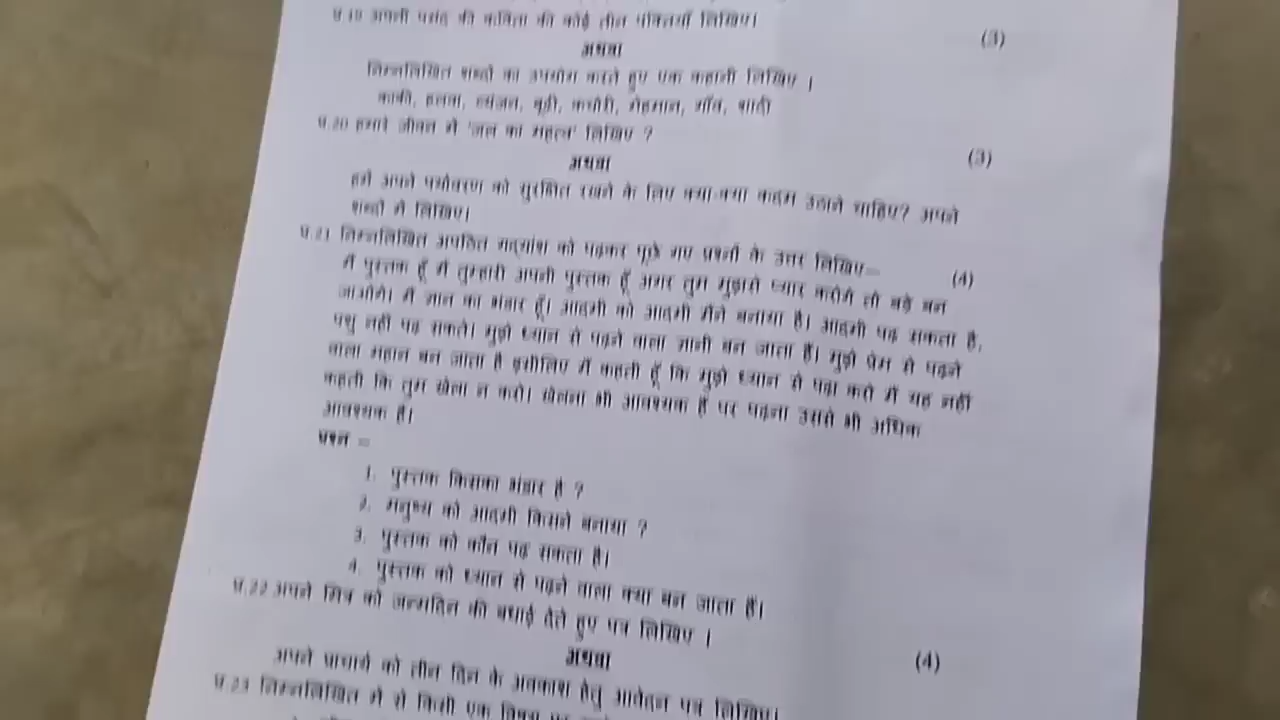 प्र.19 अपनी पसंद की कविता की कोई तीन पंक्तियाँ लिखिए। (3)
अथवा
निम्नलिखित शब्दों का उपयोग करते हुए एक कहानी लिखिए ।
काकी, हलवा, व्यंजन, बूढ़ी, कचोरी, मेहमान, गाँव, शादी
प्र.20 हमारे जीवन में 'जल का महत्व' लिखिए ? (3)
अथवा
हमें अपने पर्यावरण को सुरक्षित रखने के लिए क्या-क्या कदम उठाने चाहिए? अपने
शब्दों में लिखिए।
प्र.21 निम्नलिखित अपठित गद्यांश को पढ़कर पूछे गए प्रश्नों के उत्तर लिखिए– (4)
मैं पुस्तक हूँ मैं तुम्हारी अपनी पुस्तक हूँ अगर तुम मुझसे प्यार करोगे तो बड़े बन
जाओगे। मैं ज्ञान का भंडार हूँ। आदमी को आदमी मैंने बनाया है। आदमी पढ़ सकता है,
पशु नहीं पढ़ सकते। मुझे ध्यान से पढ़ने वाला ज्ञानी बन जाता हैं। मुझे प्रेम से पढ़ने
वाला महान बन जाता है इसीलिए मैं कहती हूँ कि मुझे ध्यान से पढ़ा करो मैं यह नहीं
कहती कि तुम खेला न करो। खेलना भी आवश्यक हैं पर पढ़ना उससे भी अधिक
आवश्यक हैं।
प्रश्न –
1. पुस्तक किसका भंडार है ?
2. मनुष्य को आदमी किसने बनाया ?
3. पुस्तक को कौन पढ़ सकता है।
4. पुस्तक को ध्यान से पढ़ने वाला क्या बन जाता हैं।
प्र.22 अपने मित्र को जन्मदिन की बधाई देते हुए पत्र लिखिए । (4)
अथवा
अपने प्राचार्य को तीन दिन के अवकाश हेतु आवेदन पत्र लिखिए।
प्र.23 निम्नलिखित में से किसी एक विषय पर